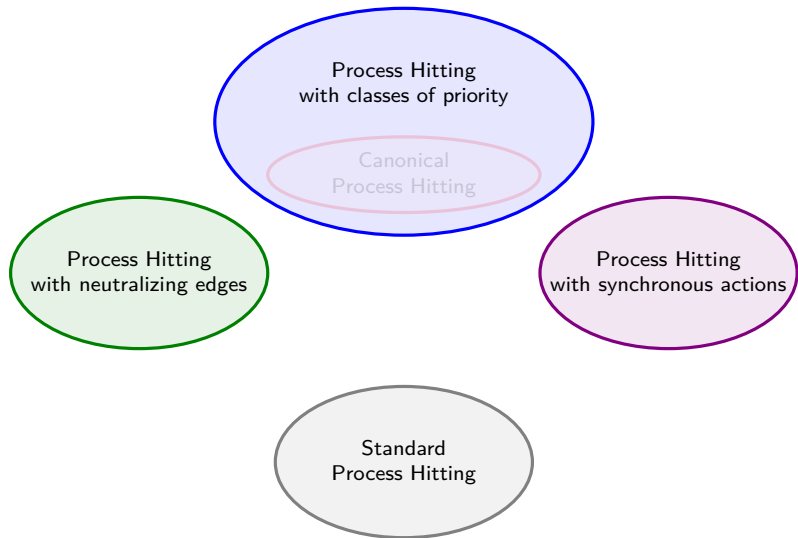 Process Hitting
with classes of priority
Canonical
Process Hitting
Process Hitting
with neutralizing edges
Process Hitting
with synchronous actions
Standard
Process Hitting